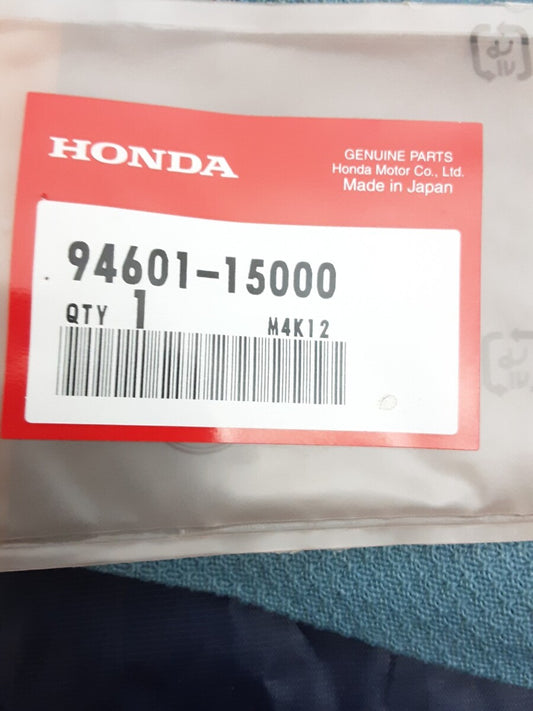 HONDA
GENUINE PARTS
Honda Motor Co., Ltd.
Made in Japan
94601-15000
QTY 1 M4K12